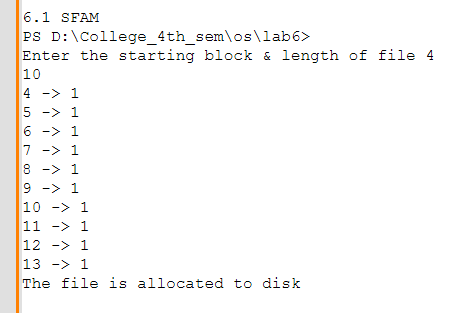 6.1 SFAM
PS D:\College_4th_sem\os\lab6>
Enter the starting block & length of file 4
10
4 -> 1
5 -> 1
6 -> 1
7 -> 1
8 -> 1
9 -> 1
10 -> 1
11 -> 1
12 -> 1
13 -> 1
The file is allocated to disk